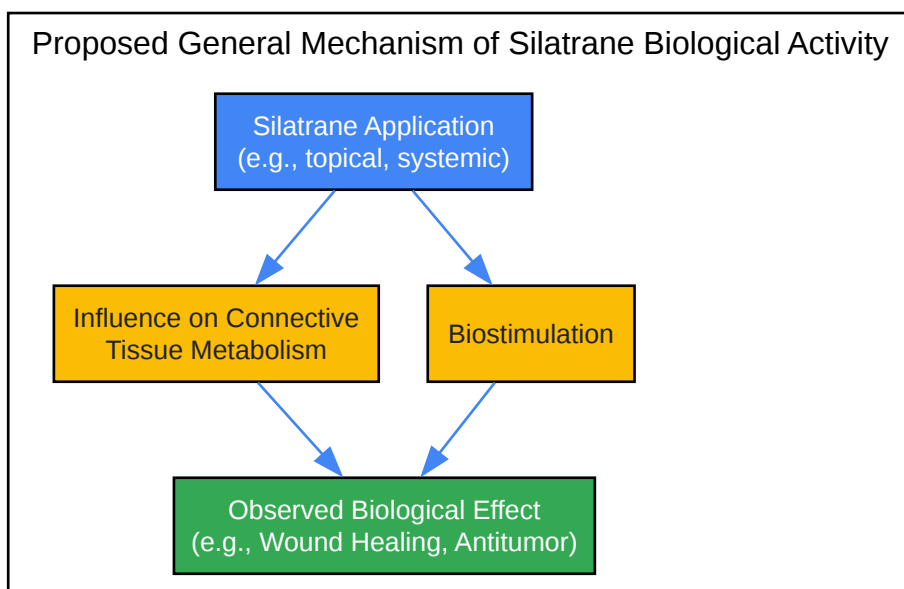 Proposed General Mechanism of Silatrane Biological Activity
Silatrane Application
(e.g., topical, systemic)
Influence on Connective
Tissue Metabolism
Biostimulation
Observed Biological Effect
(e.g., Wound Healing, Antitumor)